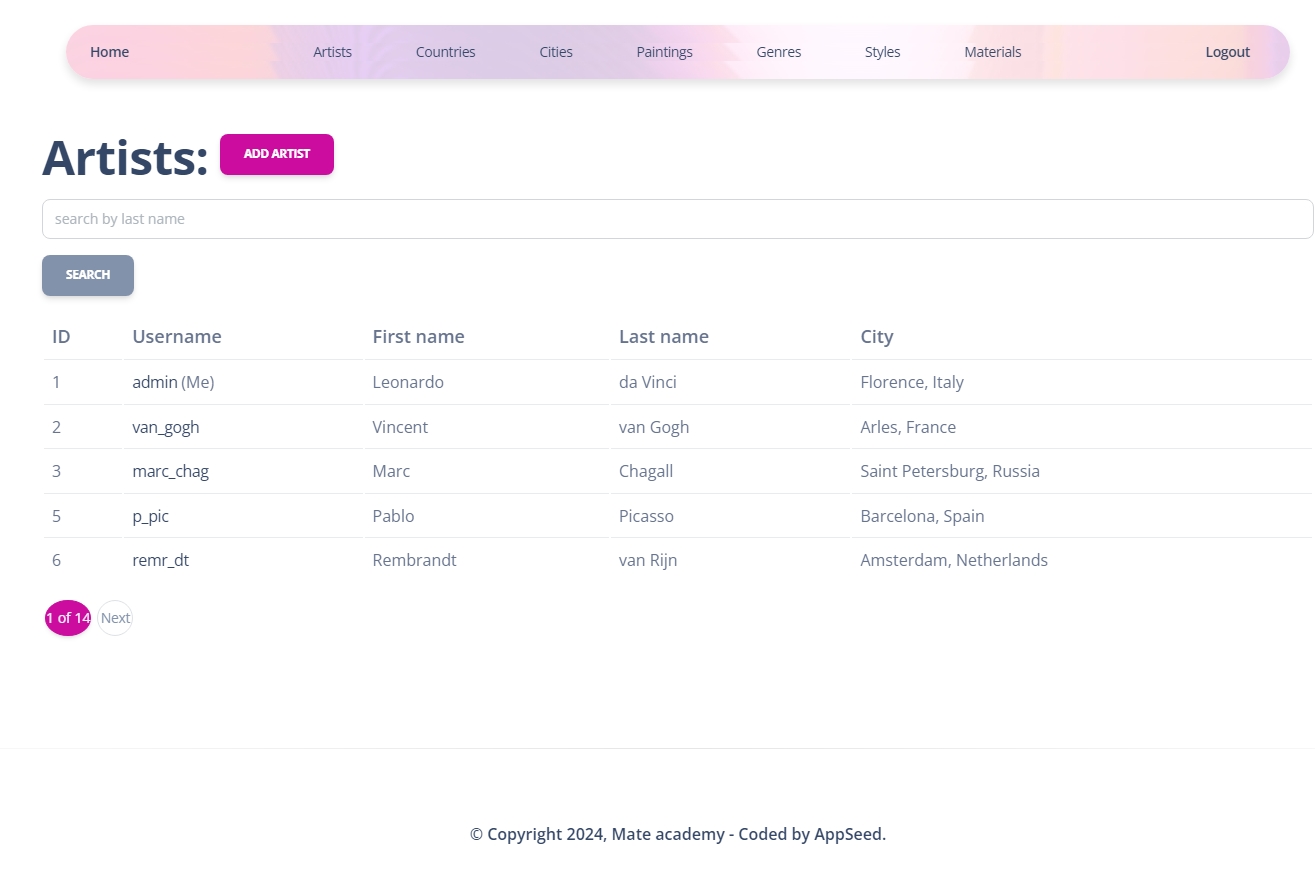 Home Artists Countries Cities Paintings Genres Styles Materials Logout
Artists: ADD ARTIST
search by last name
SEARCH
ID Username First name Last name City
1 admin (Me) Leonardo da Vinci Florence, Italy
2 van_gogh Vincent van Gogh Arles, France
3 marc_chag Marc Chagall Saint Petersburg, Russia
5 p_pic Pablo Picasso Barcelona, Spain
6 remr_dt Rembrandt van Rijn Amsterdam, Netherlands
1 of 14 Next
© Copyright 2024, Mate academy - Coded by AppSeed.